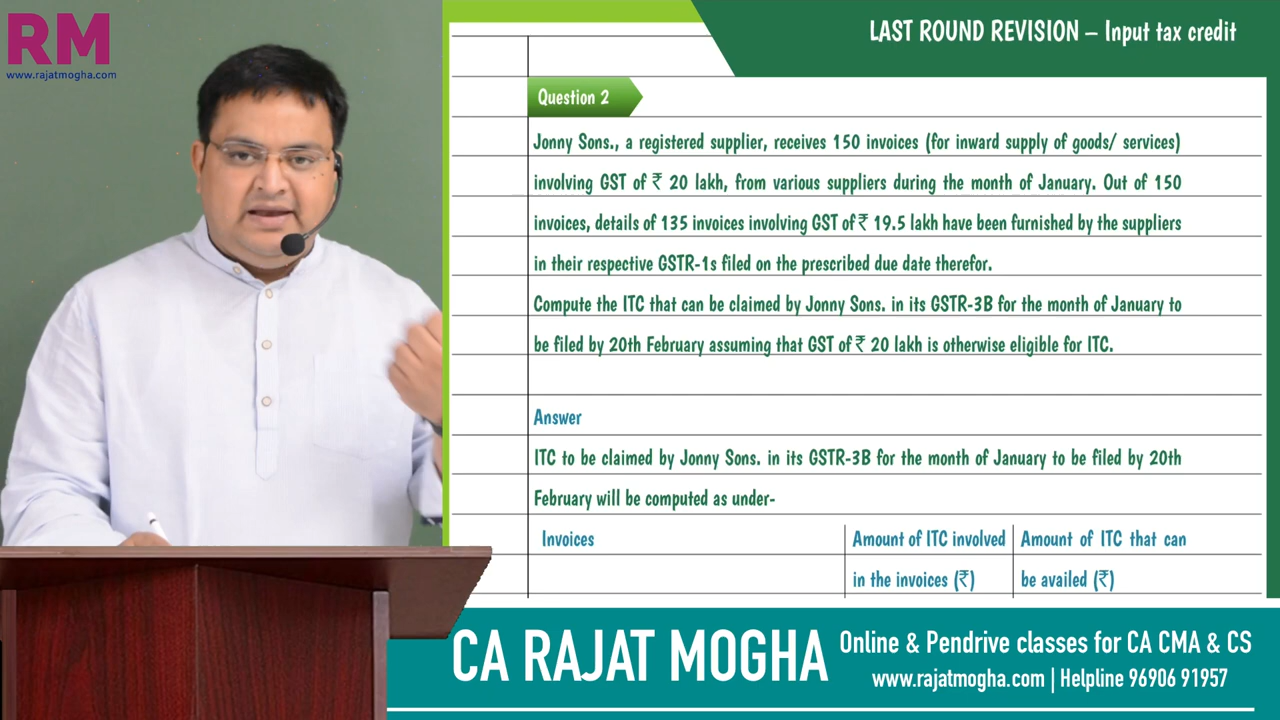 RM
www.rajatmogha.com
LAST ROUND REVISION – Input tax credit
Question 2
Jonny Sons., a registered supplier, receives 150 invoices (for inward supply of goods/ services)
involving GST of ₹ 20 lakh, from various suppliers during the month of January. Out of 150
invoices, details of 135 invoices involving GST of ₹ 19.5 lakh have been furnished by the suppliers
in their respective GSTR-1s filed on the prescribed due date therefor.
Compute the ITC that can be claimed by Jonny Sons. in its GSTR-3B for the month of January to
be filed by 20th February assuming that GST of ₹ 20 lakh is otherwise eligible for ITC.
Answer
ITC to be claimed by Jonny Sons. in its GSTR-3B for the month of January to be filed by 20th
February will be computed as under-
Invoices
Amount of ITC involved
in the invoices (₹)
Amount of ITC that can
be availed (₹)
CA RAJAT MOGHA
Online & Pendrive classes for CA CMA & CS
www.rajatmogha.com | Helpline 96906 91957